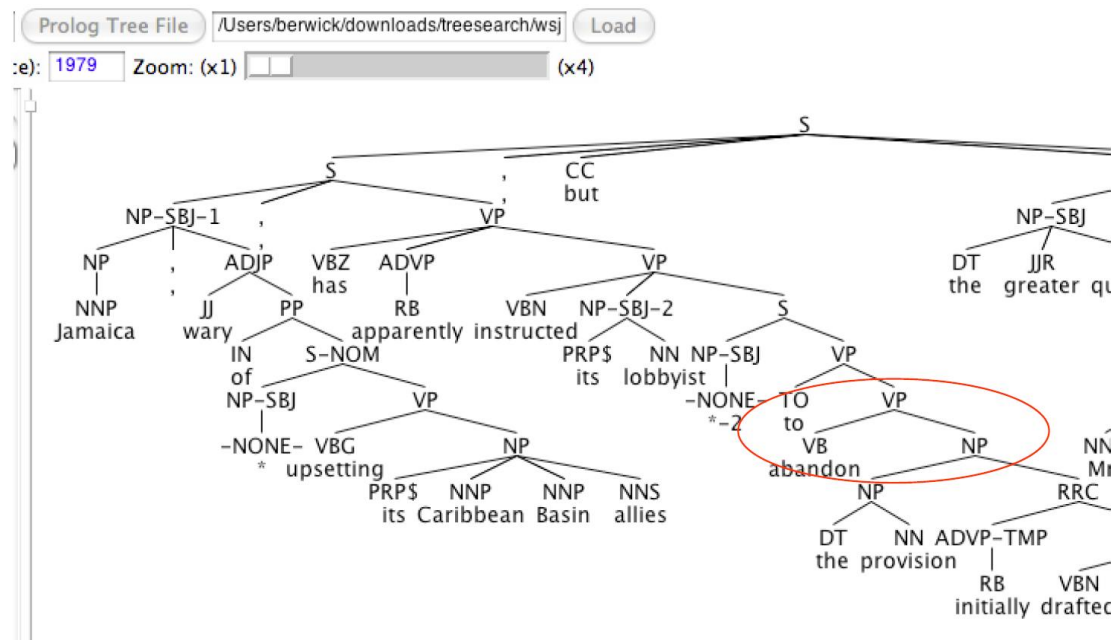 Prolog Tree File /Users/berwick/downloads/treesearch/wsj Load
1979 Zoom: (x1) (x4)
S
S , CC
, but
NP-SBJ-1 , VP NP-SBJ
,
NP , ADJP VBZ ADVP VP DT JJR
, has the greater
NNP JJ PP RB VBN NP-SBJ-2 S
Jamaica wary apparently instructed
IN S-NOM PRP$ NN NP-SBJ VP
of its lobbyist
NP-SBJ VP -NONE- TO VP
*-2 to
-NONE- VBG NP VB NP
* upsetting abandon
PRP$ NNP NNP NNS NP RRC
its Caribbean Basin allies
DT NN ADVP-TMP
the provision
RB VBN
initially drafted